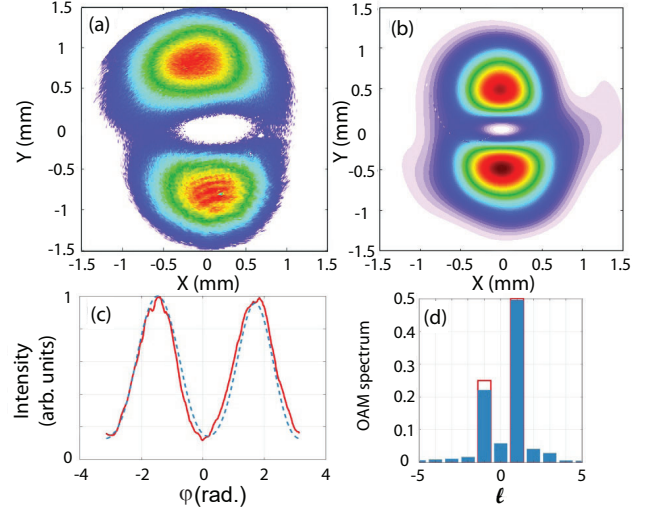 (a)
1.5
1
0.5
0
-0.5
-1
-1.5
Y (mm)
-1.5 -1 -0.5 0 0.5 1 1.5
X (mm)
(b)
1.5
1
0.5
0
-0.5
-1
-1.5
Y (mm)
-1.5 -1 -0.5 0 0.5 1 1.5
X (mm)
(c)
1
0
Intensity
(arb. units)
-4 -2 0 2 4
φ(rad.)
(d)
0.5
0.4
0.3
0.2
0.1
0
OAM spectrum
-5 0 5
ℓ